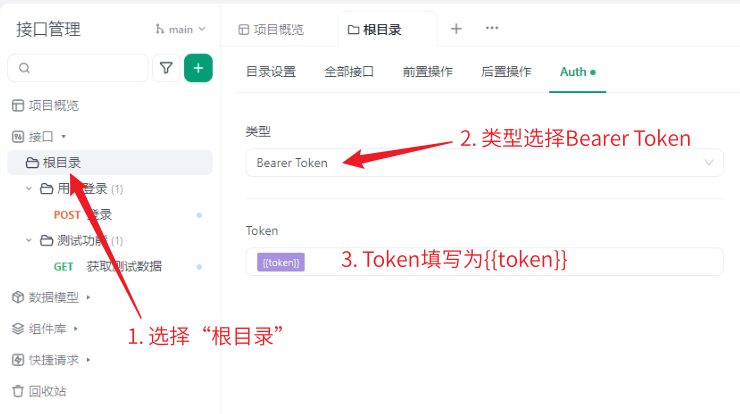 接口管理
main
项目概览
根目录
目录设置
全部接口
前置操作
后置操作
Auth
项目概览
接口
根目录
登录 (1)
POST
登录
测试功能 (1)
GET 获取测试数据
数据模型
组件库
快捷请求
回收站
类型
Bearer Token
2. 类型选择Bearer Token
Token
{{token}}
3. Token填写为{{token}}
1. 选择“根目录”